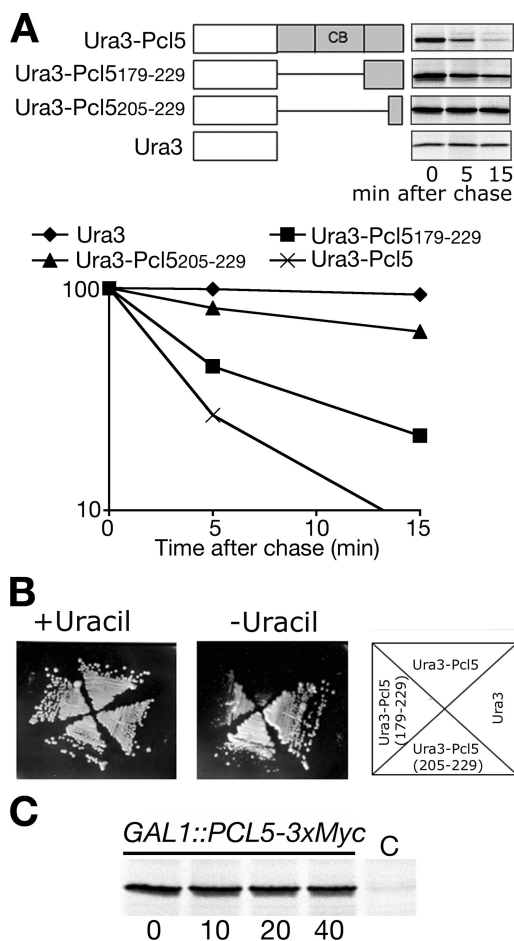 A
Ura3-Pcl5
CB
Ura3-Pcl5179-229
Ura3-Pcl5205-229
Ura3
0 5 15
min after chase
Ura3 Ura3-Pcl5179-229
Ura3-Pcl5205-229 Ura3-Pcl5
100
10
0 5 10 15
Time after chase (min)
B
+Uracil -Uracil
Ura3-Pcl5
Ura3-Pcl5
(179-229)
Ura3
Ura3-Pcl5
(205-229)
C
GAL1::PCL5-3xMyc C
0 10 20 40